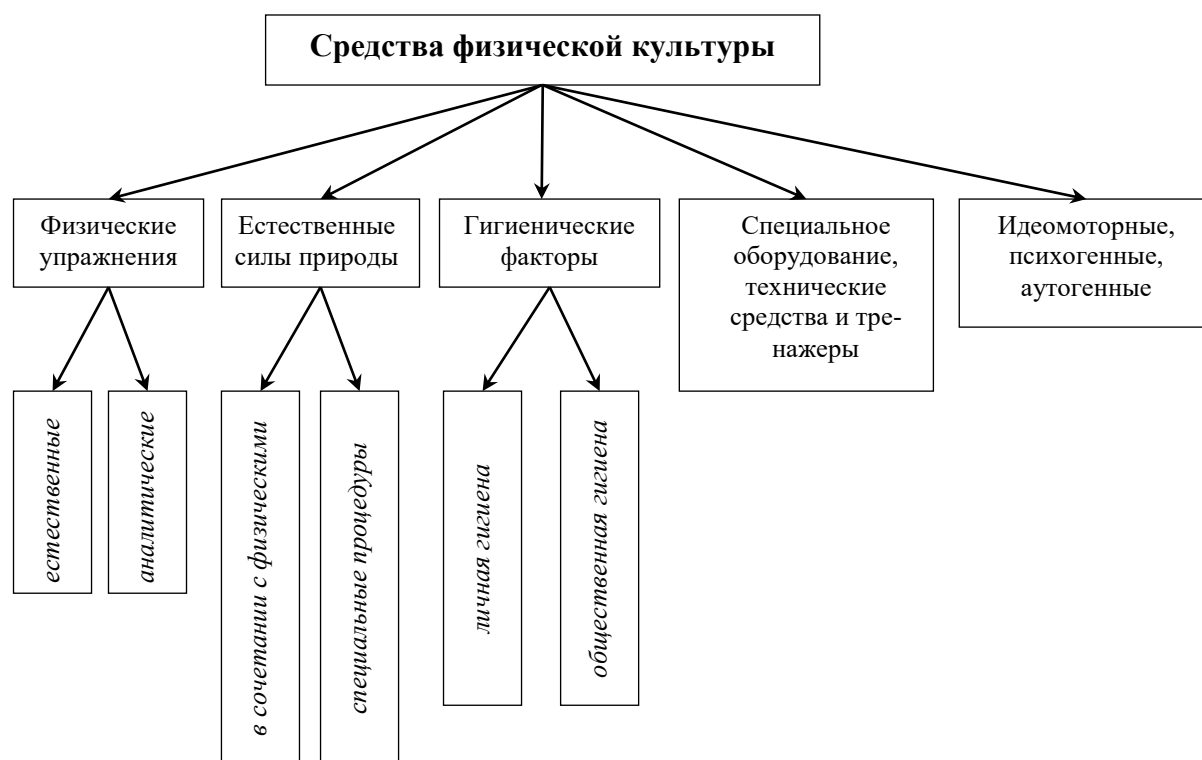 Средства физической культуры
Физические
упражнения
Естественные
силы природы
Гигиенические
факторы
Специальное
оборудование,
технические
средства и тре-
нажеры
Идеомоторные,
психогенные,
аутогенные
естественные
аналитические
в сочетании с физическими
специальные процедуры
личная гигиена
общественная гигиена